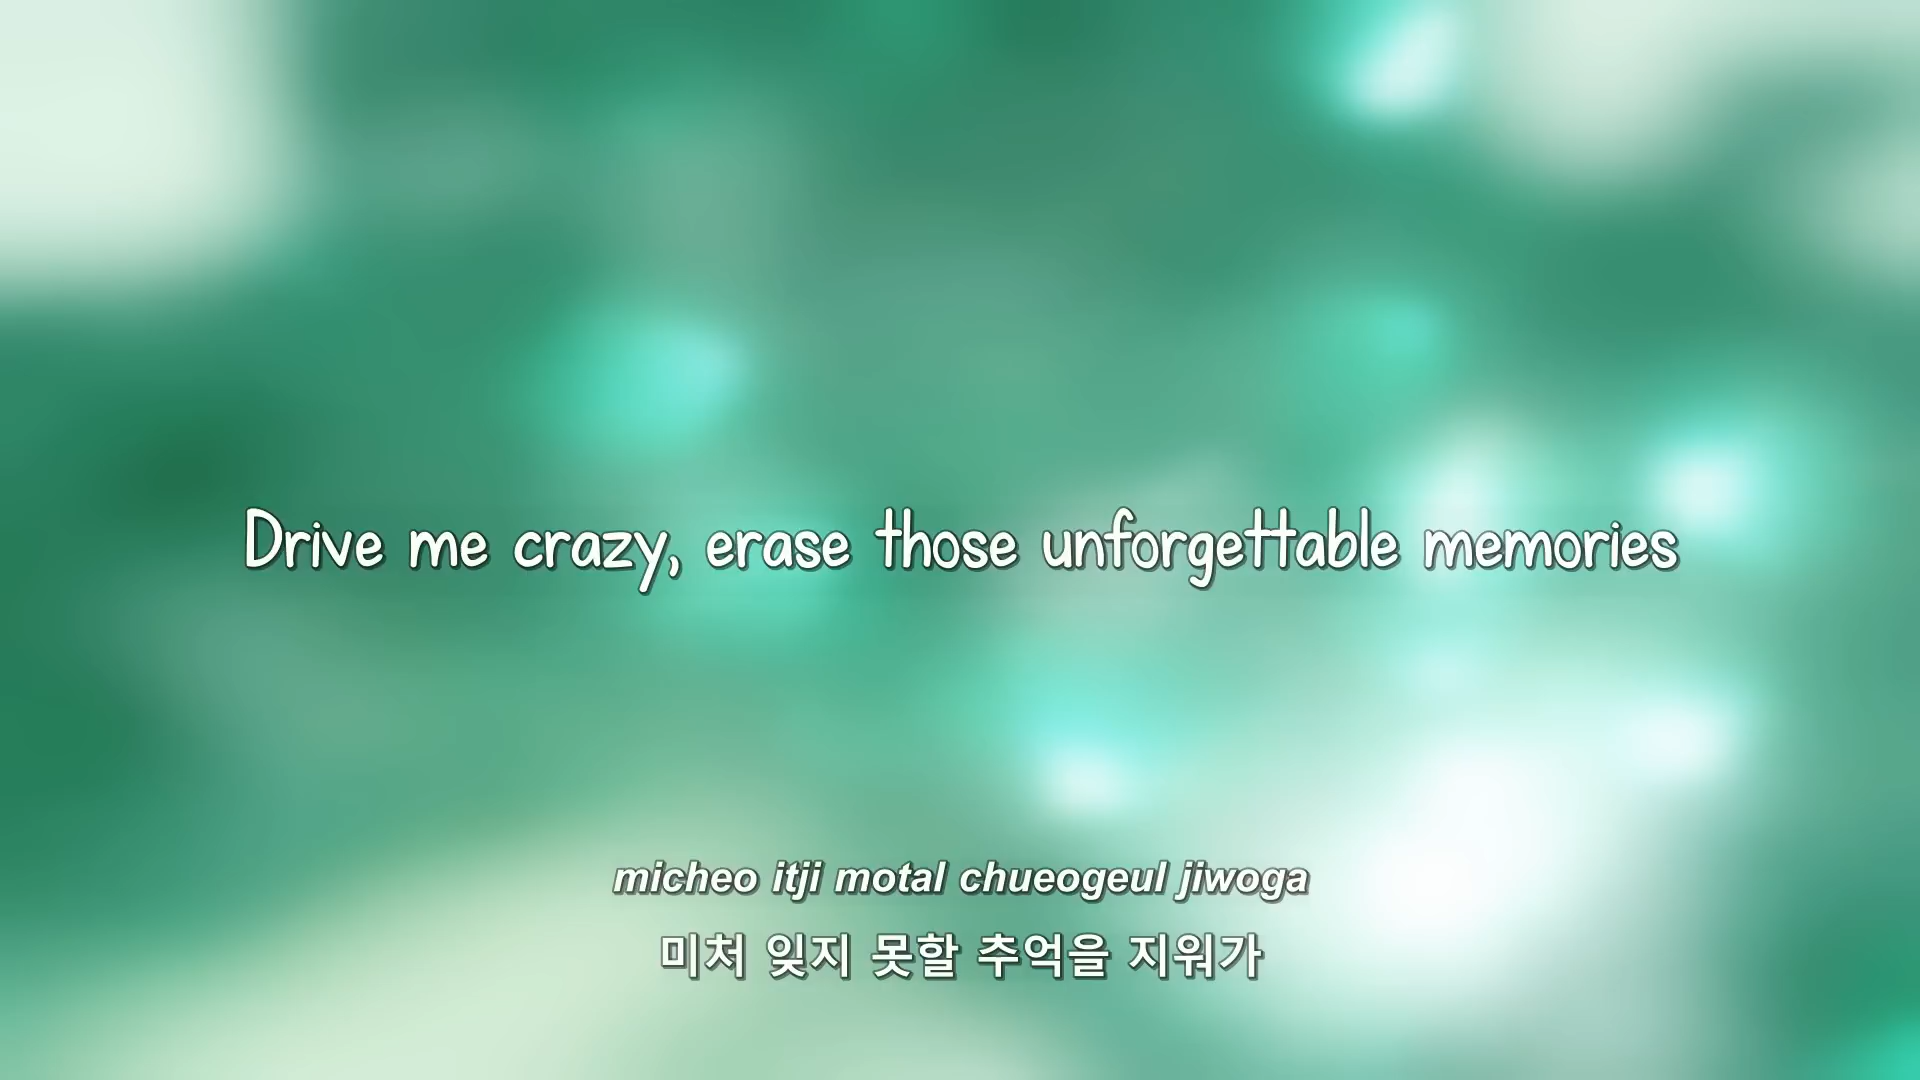 Drive me crazy, erase those unforgettable memories
micheo itji motal chueogeul jiwoga
미처 잊지 못할 추억을 지워가